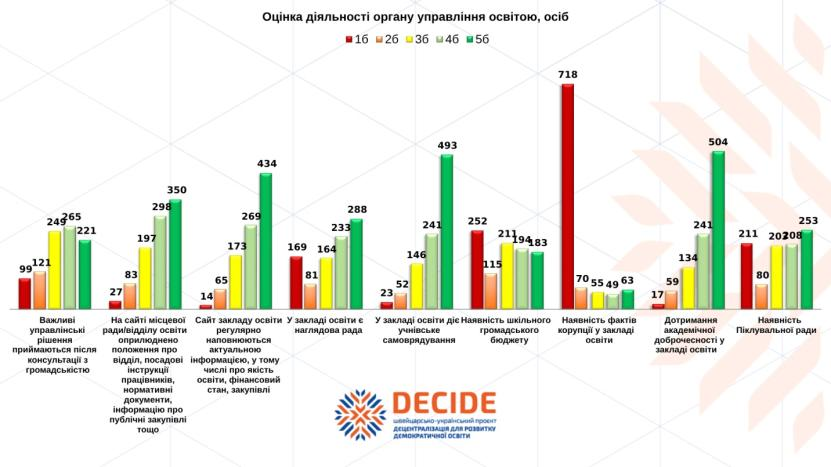 Оцінка діяльності органу управління освітою, осіб
1б 2б 3б 4б 5б
99 121 249 265 221
27 83 197 298 350
14 65 173 269 434
169 81 164 233 288
23 52 146 241 493
252 115 211 194 183
718 70 55 49 63
17 59 134 241 504
211 80 202 208 253
Важливі
управлінські
рішення
приймаються після
консультації з
громадськістю
На сайті місцевої
ради/відділу освіти
оприлюднено
положення про
відділ, посадові
інструкції
працівників,
нормативні
документи,
інформацію про
публічні закупівлі
тощо
Сайт закладу освіти
регулярно
наповнюються
актуальною
інформацією, у тому
числі про якість
освіти, фінансовий
стан, закупівлі
У закладі освіти є
наглядова рада
У закладі освіти діє
учнівське
самоврядування
Наявність шкільного
громадського
бюджету
Наявність фактів
корупції у закладі
освіти
Дотримання
академічної
доброчесності у
закладі освіти
Наявність
Піклувальної ради
DECIDE
швейцарсько-український проєкт
ДЕЦЕНТРАЛІЗАЦІЯ ДЛЯ РОЗВИТКУ
ДЕМОКРАТИЧНОЇ ОСВІТИ